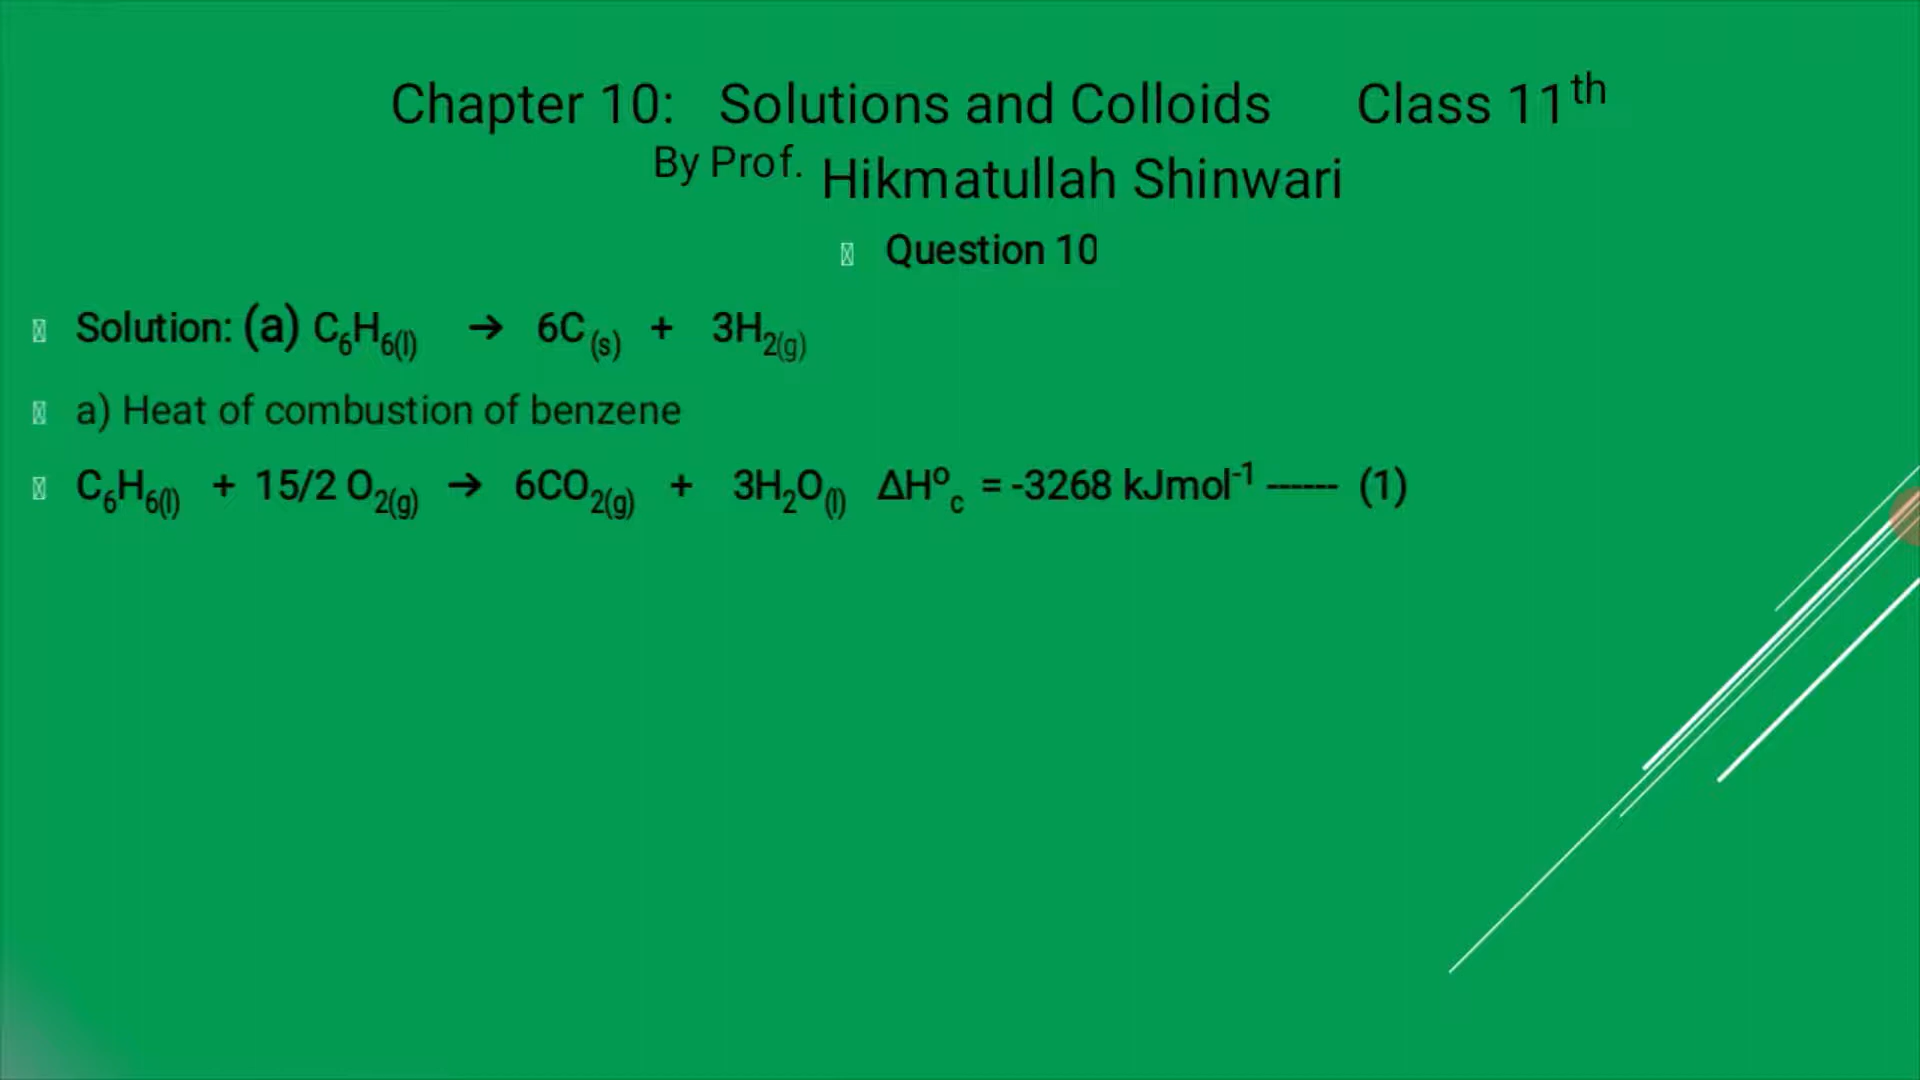 Chapter 10: Solutions and Colloids Class 11th
By Prof. Hikmatullah Shinwari
Question 10
Solution: (a) C₆H₆(l) → 6C(s) + 3H₂(g)
a) Heat of combustion of benzene
C₆H₆(l) + 15/2 O₂(g) → 6CO₂(g) + 3H₂O(l) ΔH°c = -3268 kJmol⁻¹ ------ (1)